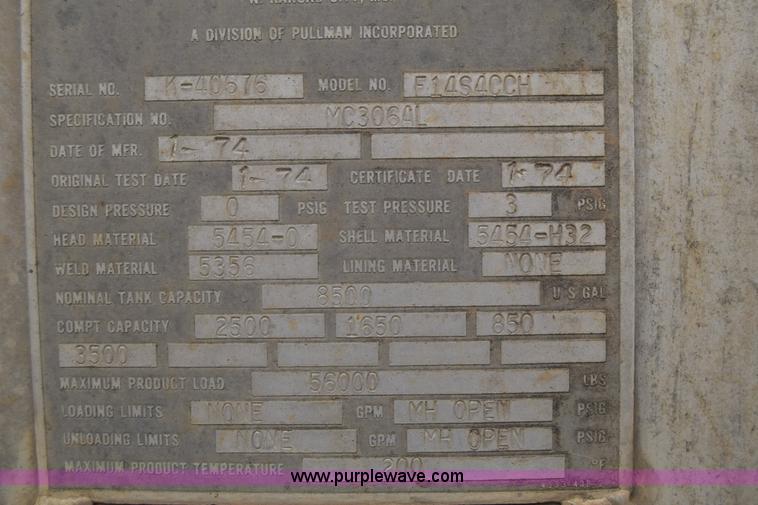 A DIVISION OF PULLMAN INCORPORATED
SERIAL NO. K-40676 MODEL NO. F14S4CCH
SPECIFICATION NO. MC306AL
DATE OF MFR. 1-74
ORIGINAL TEST DATE 1-74 CERTIFICATE DATE 1-74
DESIGN PRESSURE 0 PSIG TEST PRESSURE 3 PSIG
HEAD MATERIAL 5454-0 SHELL MATERIAL 5454-H32
WELD MATERIAL 5356 LINING MATERIAL NONE
NOMINAL TANK CAPACITY 8500 U S GAL
COMPT CAPACITY 2500 1650 850
3500
MAXIMUM PRODUCT LOAD 56000 LBS
LOADING LIMITS NONE GPM MH OPEN PSIG
UNLOADING LIMITS NONE GPM MH OPEN PSIG
MAXIMUM PRODUCT TEMPERATURE 200 °F
www.purplewave.com